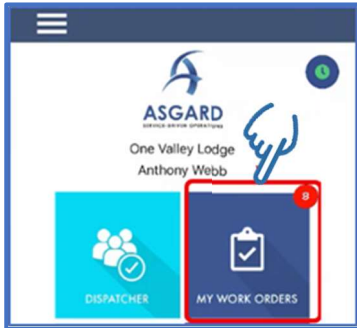 ASGARD
SERVICE-DRIVEN OPERATIONS
One Valley Lodge
Anthony Webb
8
DISPATCHER
MY WORK ORDERS